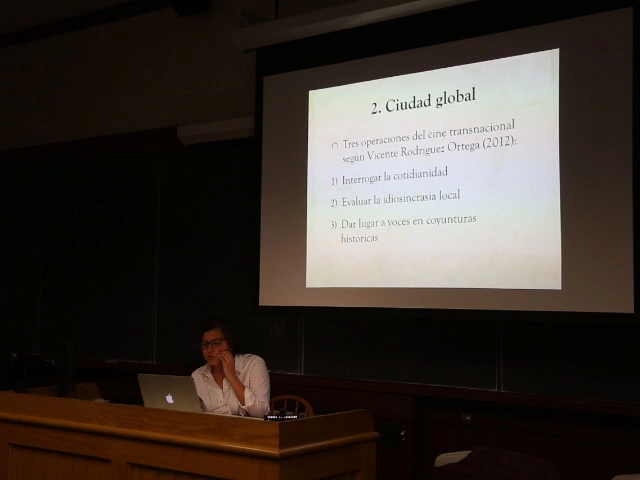 2. Ciudad global
Tres operaciones del cine transnacional
según Vicente Rodríguez Ortega (2012):
1) Interrogar la cotidianidad
2) Evaluar la idiosincrasia local
3) Dar lugar a voces en coyunturas
históricas